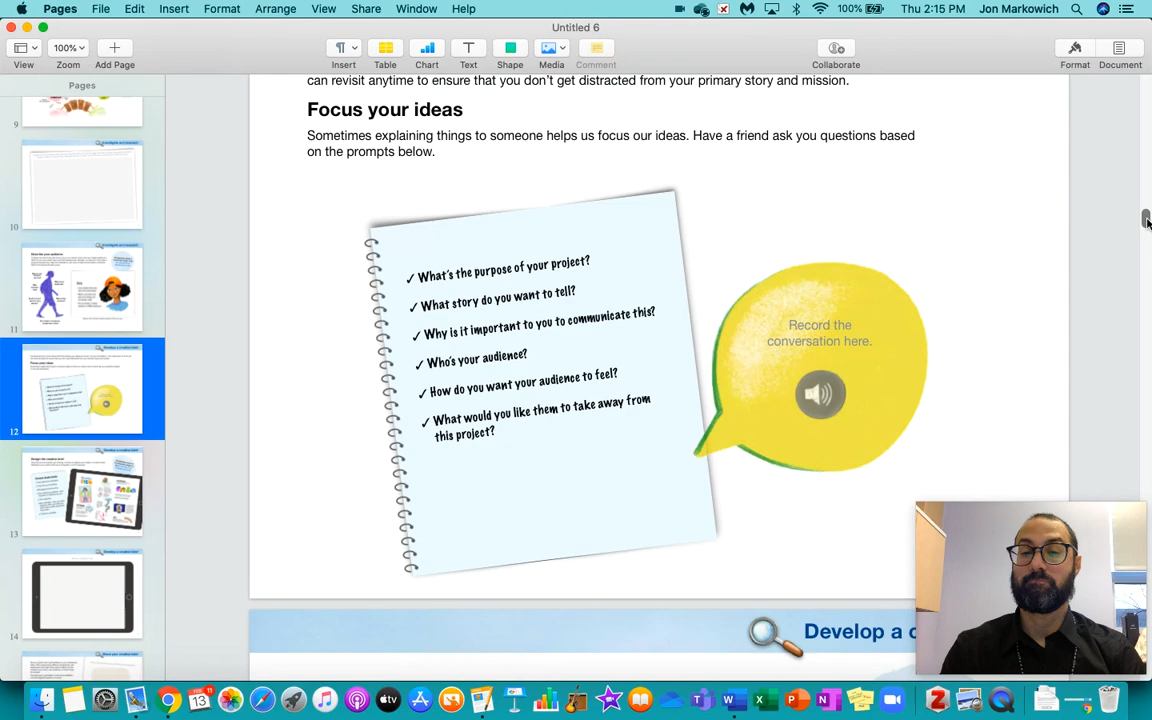 Pages File Edit Insert Format Arrange View Share Window Help 100% Thu 2:15 PM Jon Markowich
Untitled 6
100%
View Zoom Add Page Insert Table Chart Text Shape Media Comment Collaborate Format Document
Pages
can revisit anytime to ensure that you don't get distracted from your primary story and mission.
Focus your ideas
Sometimes explaining things to someone helps us focus our ideas. Have a friend ask you questions based
on the prompts below.
✓ What's the purpose of your project?
✓ What story do you want to tell?
✓ Why is it important to you to communicate this?
✓ Who's your audience?
✓ How do you want your audience to feel?
✓ What would you like them to take away from
this project?
Record the
conversation here.
Develop a c
9
10
11
12
13
14